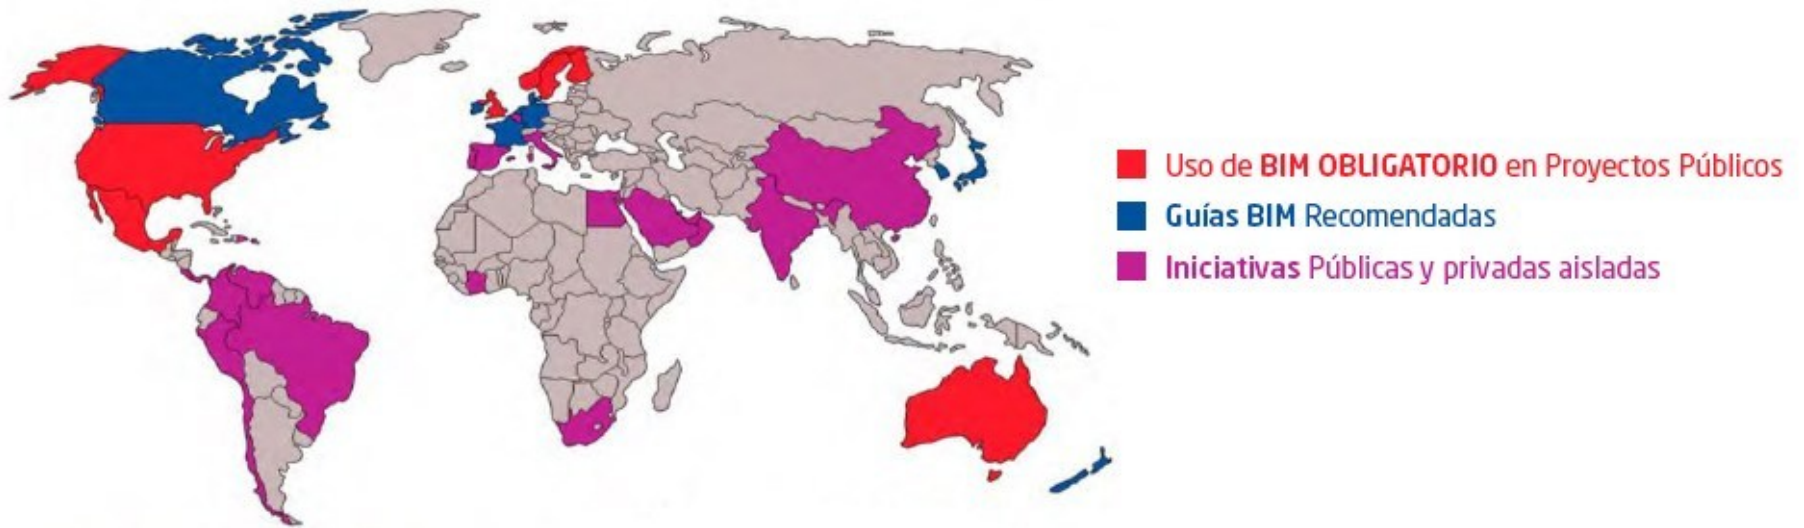 Uso de BIM OBLIGATORIO en Proyectos Públicos
Guías BIM Recomendadas
Iniciativas Públicas y privadas aisladas